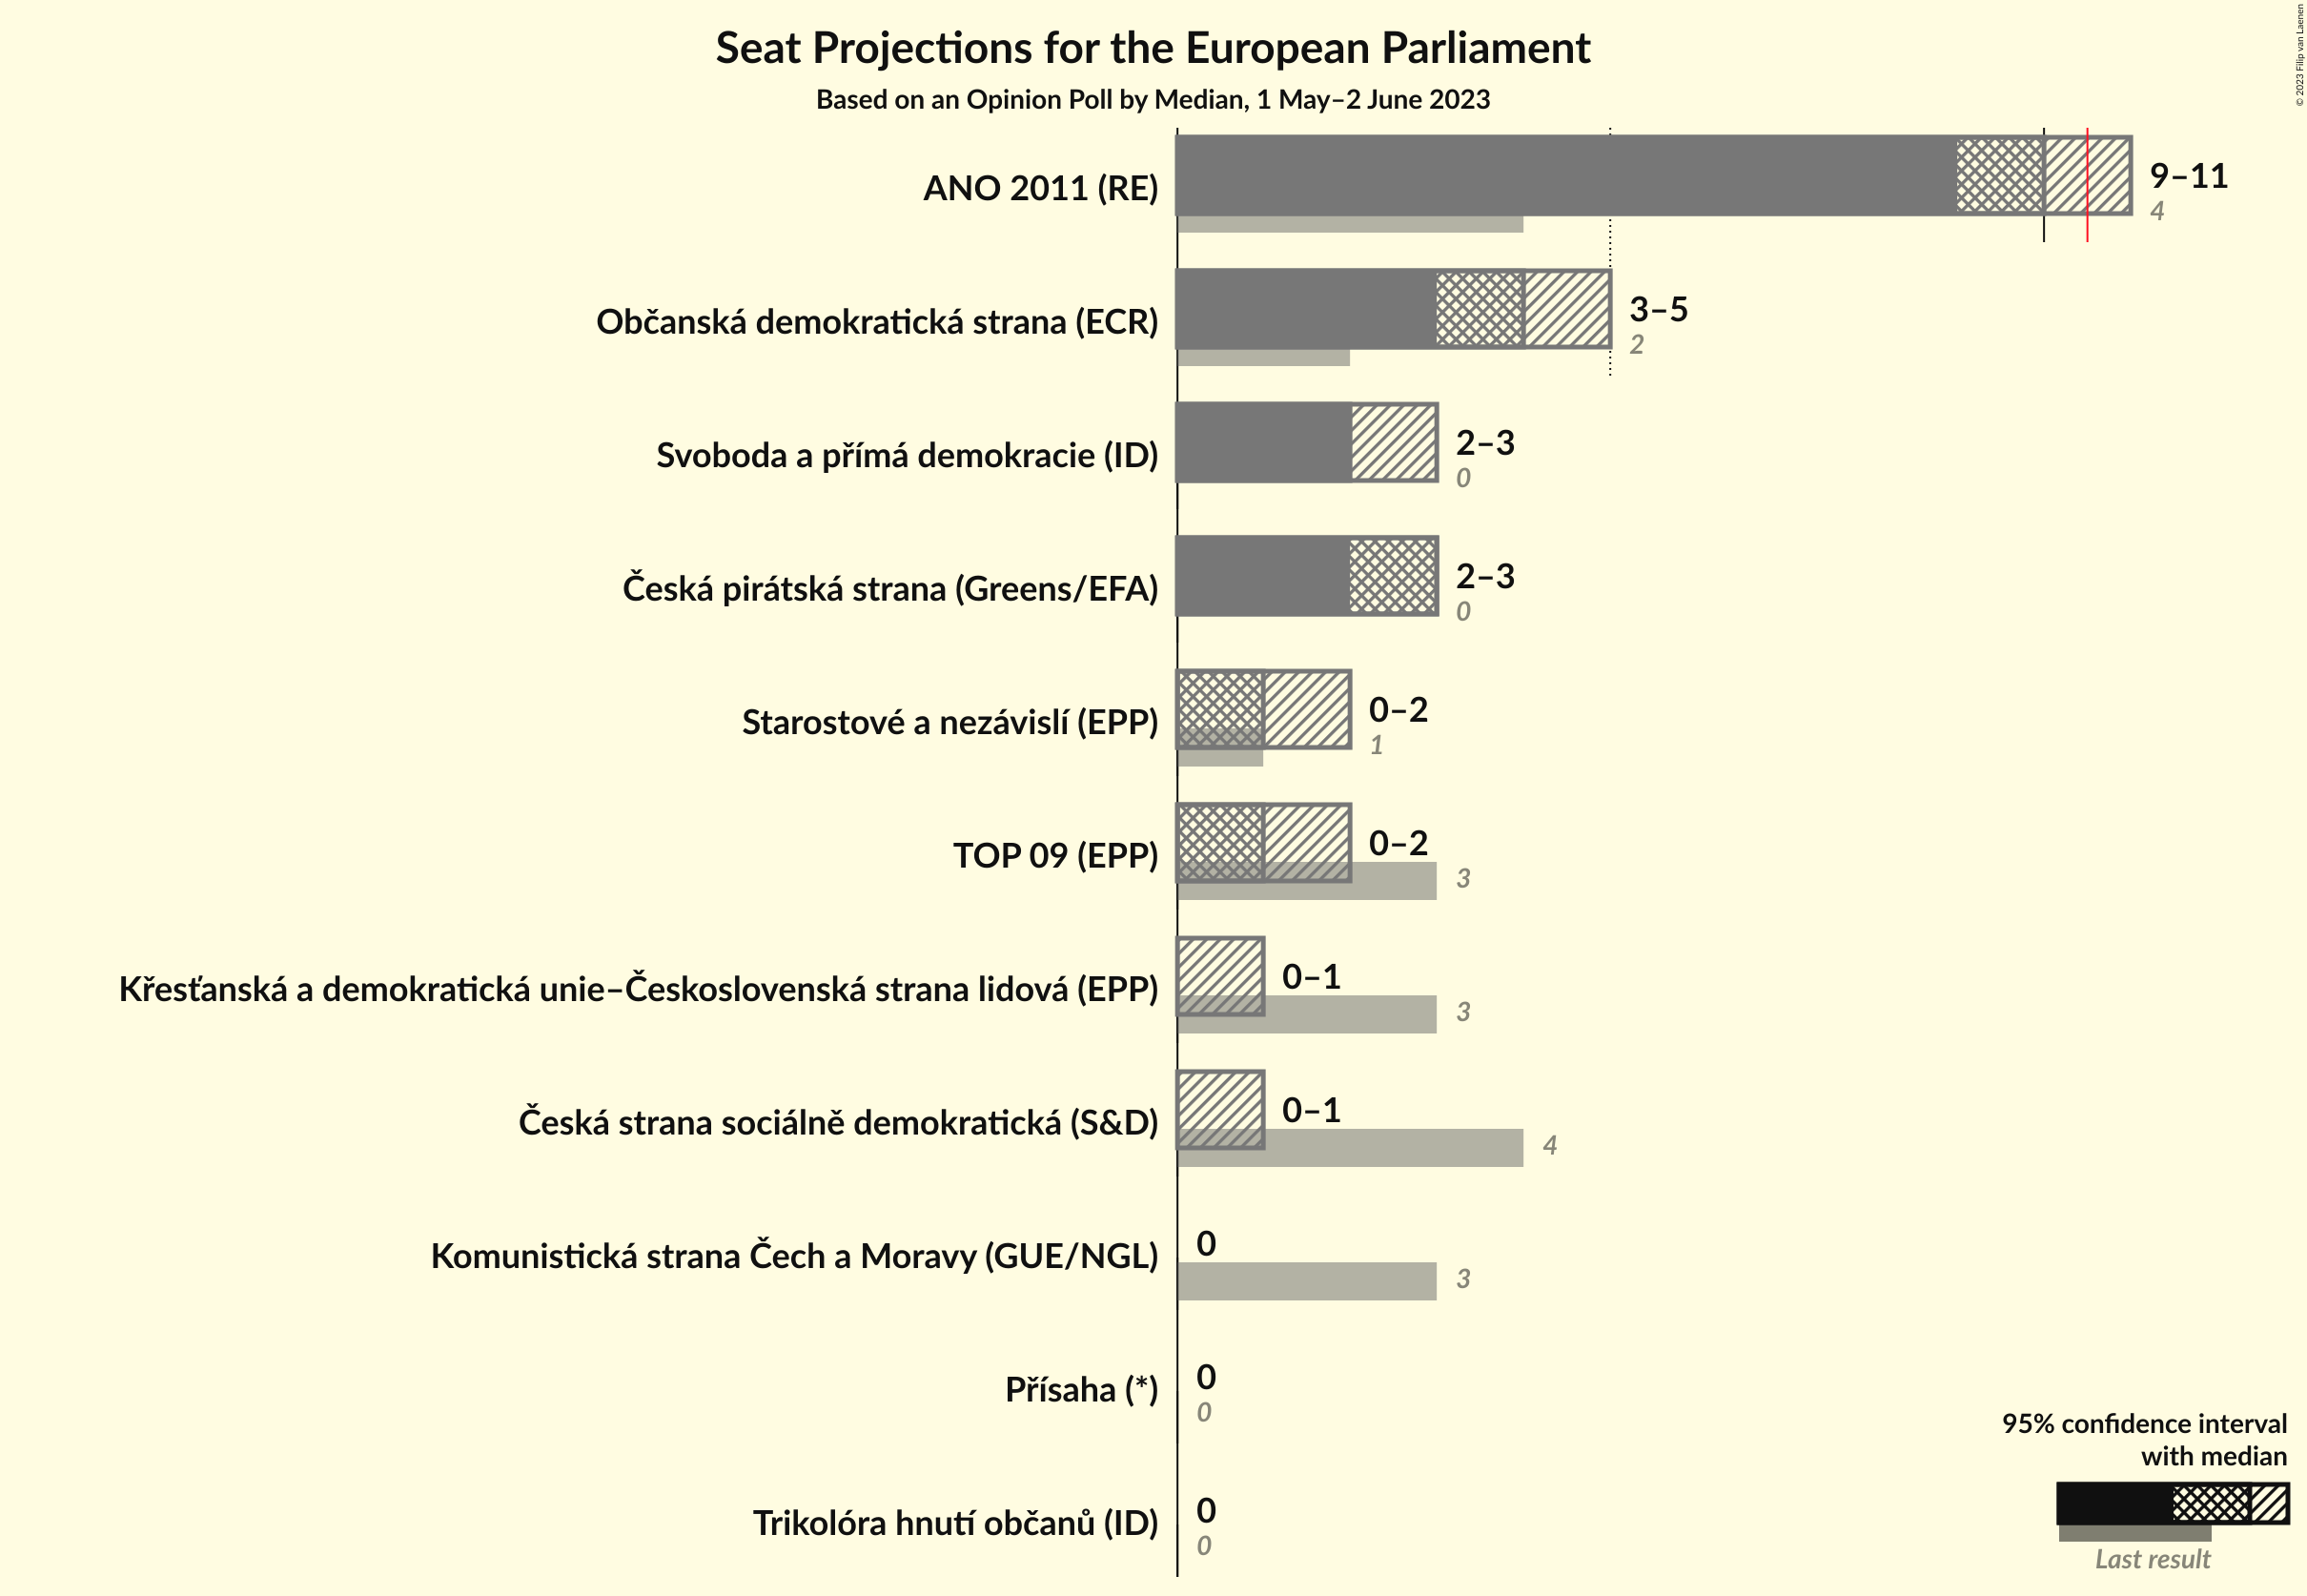 Seat Projections for the European Parliament
Based on an Opinion Poll by Median, 1 May–2 June 2023
© 2023 Filip van Laenen
ANO 2011 (RE)
9–11
4
Občanská demokratická strana (ECR)
3–5
2
Svoboda a přímá demokracie (ID)
2–3
0
Česká pirátská strana (Greens/EFA)
2–3
0
Starostové a nezávislí (EPP)
0–2
1
TOP 09 (EPP)
0–2
3
Křesťanská a demokratická unie–Československá strana lidová (EPP)
0–1
3
Česká strana sociálně demokratická (S&D)
0–1
4
Komunistická strana Čech a Moravy (GUE/NGL)
0
3
Přísaha (*)
0
0
Trikolóra hnutí občanů (ID)
0
0
95% confidence interval
with median
Last result